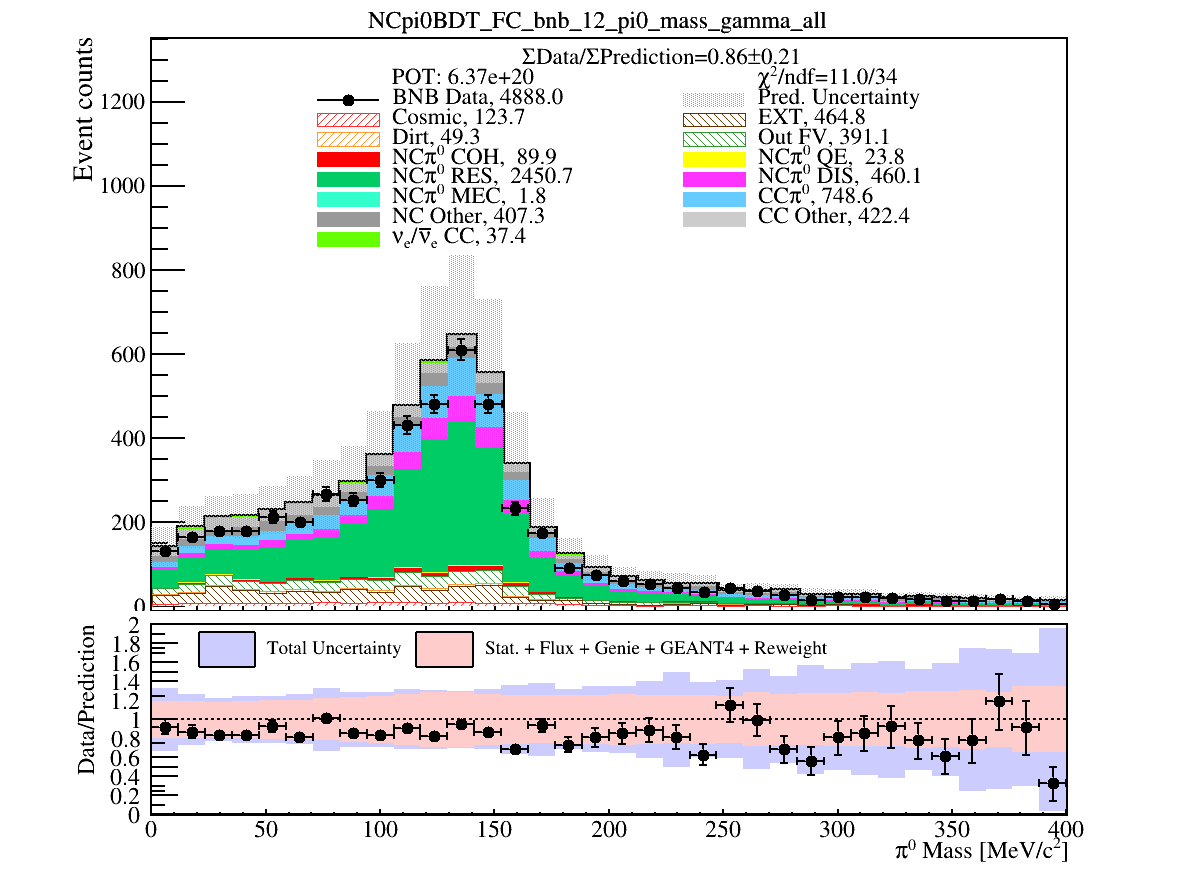 NCpi0BDT_FC_bnb_12_pi0_mass_gamma_all
ΣData/ΣPrediction=0.86±0.21
POT: 6.37e+20
χ²/ndf=11.0/34
BNB Data, 4888.0
Pred. Uncertainty
Cosmic, 123.7
EXT, 464.8
Dirt, 49.3
Out FV, 391.1
NCπ⁰ COH, 89.9
NCπ⁰ QE, 23.8
NCπ⁰ RES, 2450.7
NCπ⁰ DIS, 460.1
NCπ⁰ MEC, 1.8
CCπ⁰, 748.6
NC Other, 407.3
CC Other, 422.4
νₑ/ν̅ₑ CC, 37.4
Event counts
1200
1000
800
600
400
200
0
Total Uncertainty
Stat. + Flux + Genie + GEANT4 + Reweight
Data/Prediction
2
1.8
1.6
1.4
1.2
1
0.8
0.6
0.4
0.2
0
0 50 100 150 200 250 300 350 400
π⁰ Mass [MeV/c²]